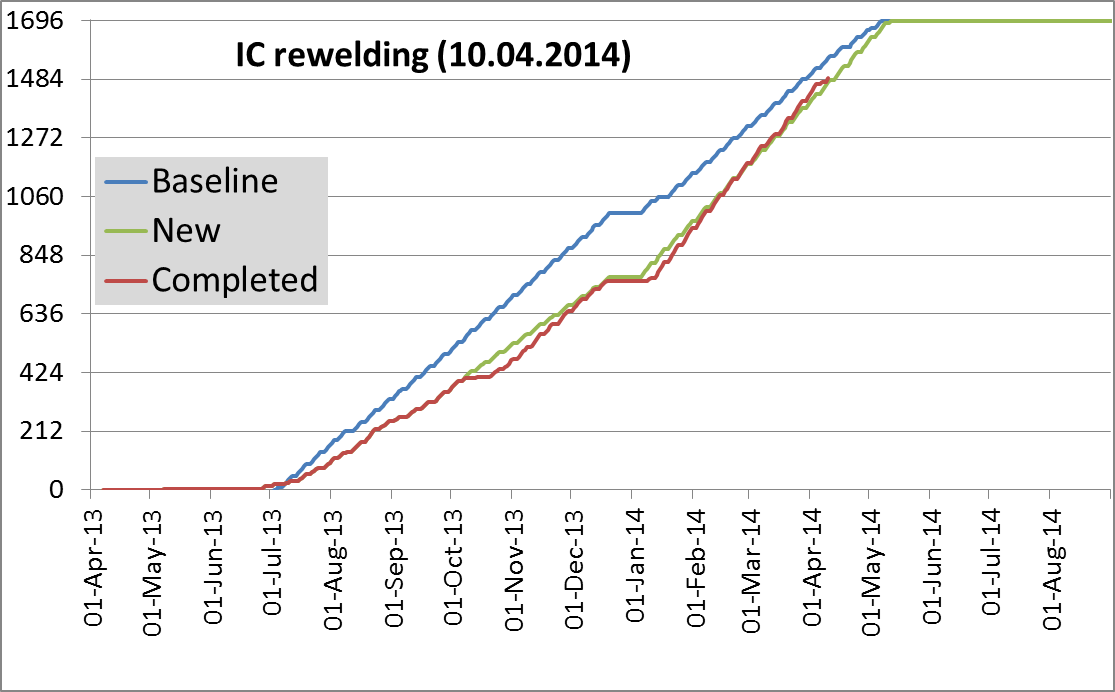 IC rewelding (10.04.2014)
1696
1484
1272
1060
848
636
424
212
0
Baseline
New
Completed
01-Apr-13
01-May-13
01-Jun-13
01-Jul-13
01-Aug-13
01-Sep-13
01-Oct-13
01-Nov-13
01-Dec-13
01-Jan-14
01-Feb-14
01-Mar-14
01-Apr-14
01-May-14
01-Jun-14
01-Jul-14
01-Aug-14